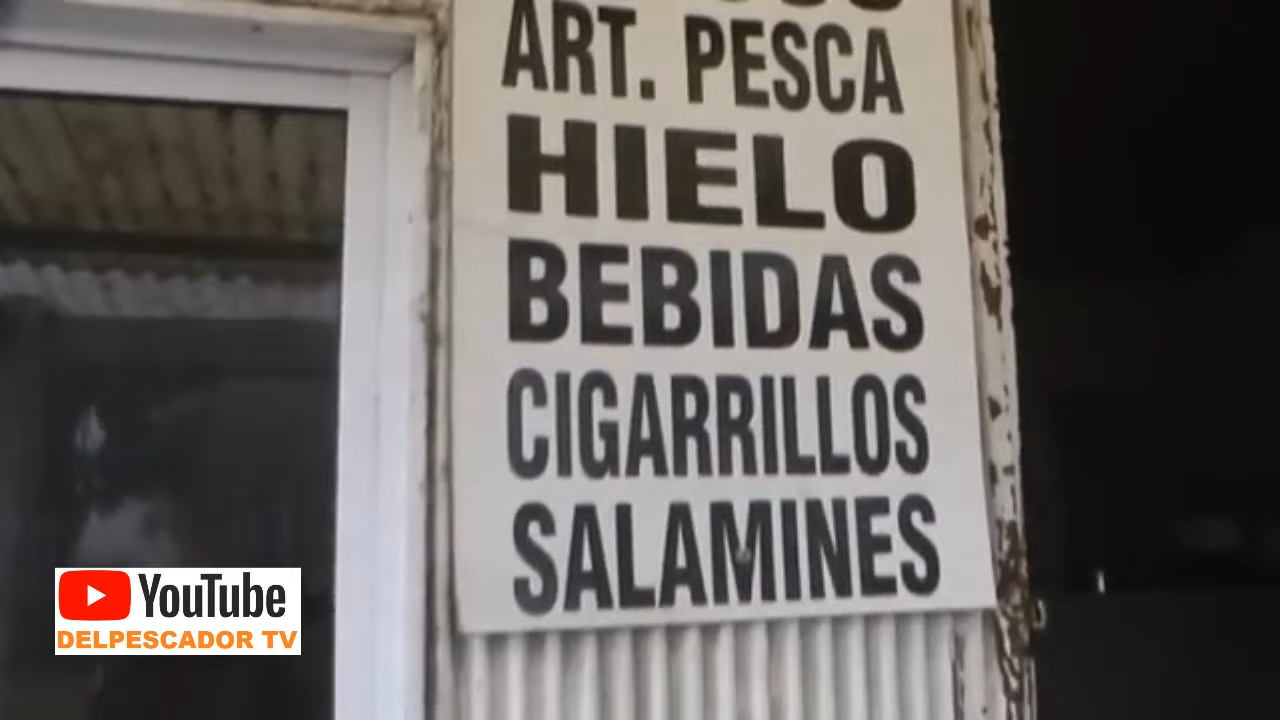 ART. PESCA
HIELO
BEBIDAS
CIGARRILLOS
SALAMINES
YouTube
DELPESCADOR TV